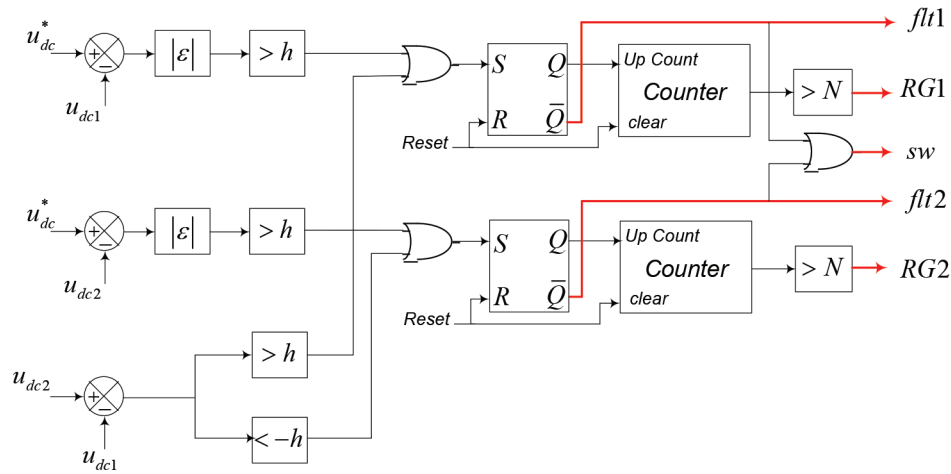 u*dc
+
−
udc1
|ε|
> h
S Q
R Q̄
Reset
Up Count
Counter
clear
> N
flt1
RG1
sw
u*dc
+
−
udc2
|ε|
> h
S Q
R Q̄
Reset
Up Count
Counter
clear
> N
flt2
RG2
udc2
+
−
udc1
> h
< −h